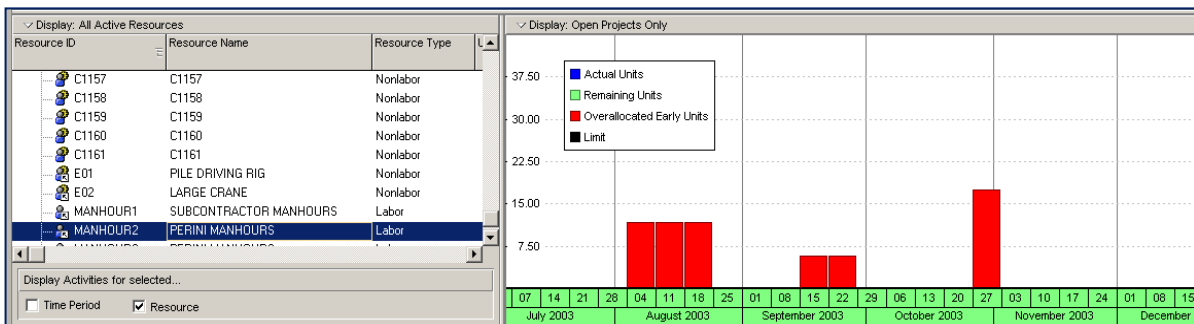 Display: All Active Resources
Resource ID Resource Name Resource Type
C1157 C1157 Nonlabor
C1158 C1158 Nonlabor
C1159 C1159 Nonlabor
C1160 C1160 Nonlabor
C1161 C1161 Nonlabor
E01 PILE DRIVING RIG Nonlabor
E02 LARGE CRANE Nonlabor
MANHOUR1 SUBCONTRACTOR MANHOURS Labor
MANHOUR2 PERINI MANHOURS Labor
Display Activities for selected...
Time Period Resource
Display: Open Projects Only
37.50
30.00
22.50
15.00
7.50
Actual Units
Remaining Units
Overallocated Early Units
Limit
07 14 21 28 04 11 18 25 01 08 15 22 29 06 13 20 27 03 10 17 24 01 08 15
July 2003 August 2003 September 2003 October 2003 November 2003 December